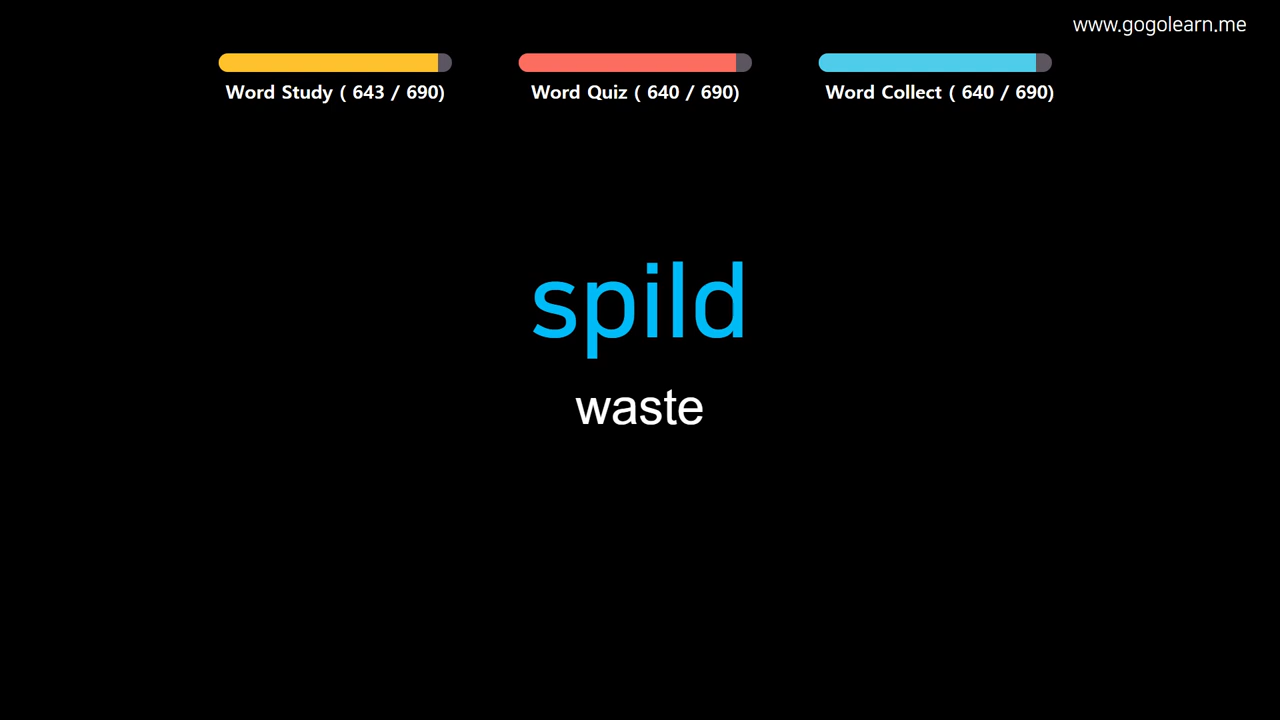 www.gogolearn.me
Word Study ( 643 / 690)
Word Quiz ( 640 / 690)
Word Collect ( 640 / 690)
spild
waste